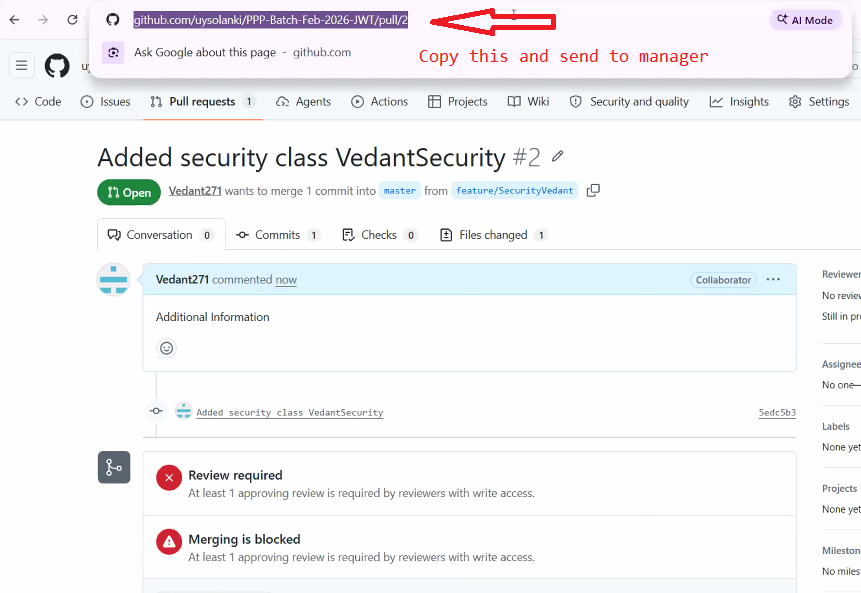 github.com/uysolanki/PPP-Batch-Feb-2026-JWT/pull/2
AI Mode
Ask Google about this page - github.com
Copy this and send to manager
Code
Issues
Pull requests 1
Agents
Actions
Projects
Wiki
Security and quality
Insights
Settings
Added security class VedantSecurity #2
Open
Vedant271 wants to merge 1 commit into master from feature/SecurityVedant
Conversation 0
Commits 1
Checks 0
Files changed 1
Vedant271 commented now
Collaborator
Additional Information
Added security class VedantSecurity
5edc5b3
Review required
At least 1 approving review is required by reviewers with write access.
Merging is blocked
At least 1 approving review is required by reviewers with write access.
Reviewer
No review
Still in pr
Assignee
No one—
Labels
None yet
Projects
None yet
Mileston
No miles